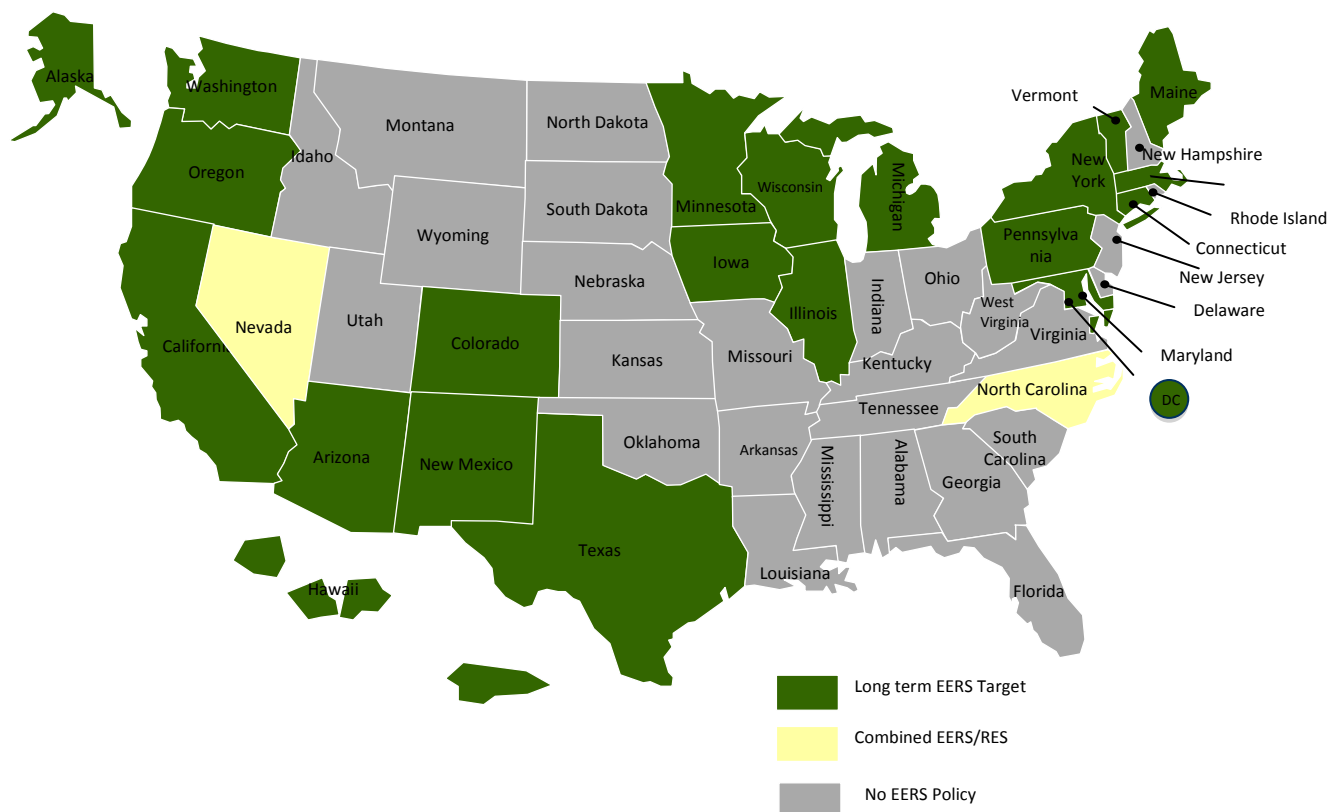 Alaska
Washington
Montana
North Dakota
Vermont
Maine
Idaho
Oregon
Minnesota
Wisconsin
Michigan
New
York
New Hampshire
South Dakota
Wyoming
Rhode Island
Connecticut
Pennsylva
nia
Iowa
New Jersey
Nebraska
Ohio
Indiana
Illinois
West
Virginia
Delaware
Nevada
Utah
California
Colorado
Kansas
Missouri
Kentucky
Virginia
Maryland
North Carolina
DC
Tennessee
Oklahoma
Arkansas
South
Carolina
Arizona
New Mexico
Mississippi
Alabama
Georgia
Texas
Louisiana
Hawaii
Florida
Long term EERS Target
Combined EERS/RES
No EERS Policy